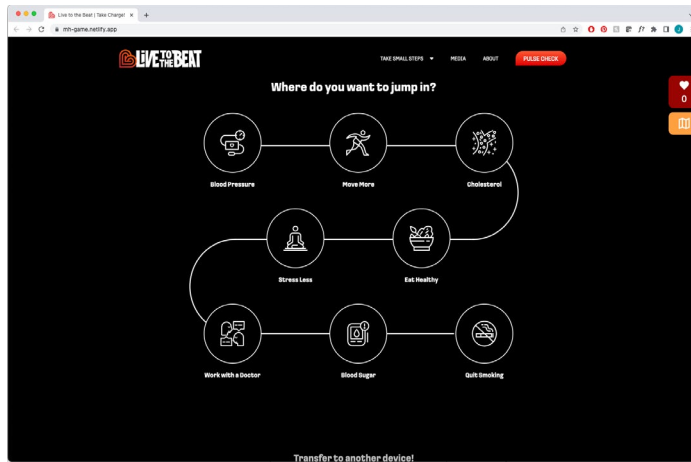 Live to the Beat | Take Charge!
mh-game.netlify.app
LiVE TO THE BEAT
TAKE SMALL STEPS
MEDIA
ABOUT
PULSE CHECK
Where do you want to jump in?
0
Blood Pressure
Move More
Cholesterol
Stress Less
Eat Healthy
Work with a Doctor
Blood Sugar
Quit Smoking
Transfer to another device!